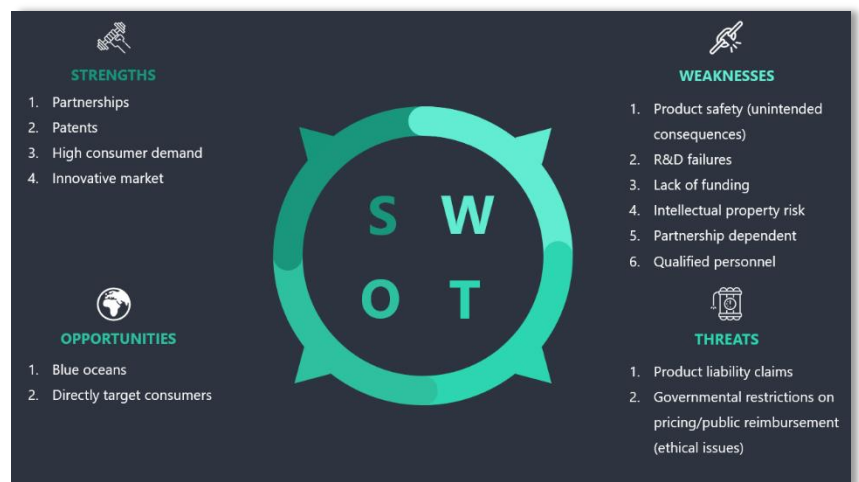 STRENGTHS
1. Partnerships
2. Patents
3. High consumer demand
4. Innovative market
WEAKNESSES
1. Product safety (unintended
consequences)
2. R&D failures
3. Lack of funding
4. Intellectual property risk
5. Partnership dependent
6. Qualified personnel
S W
O T
OPPORTUNITIES
1. Blue oceans
2. Directly target consumers
THREATS
1. Product liability claims
2. Governmental restrictions on
pricing/public reimbursement
(ethical issues)